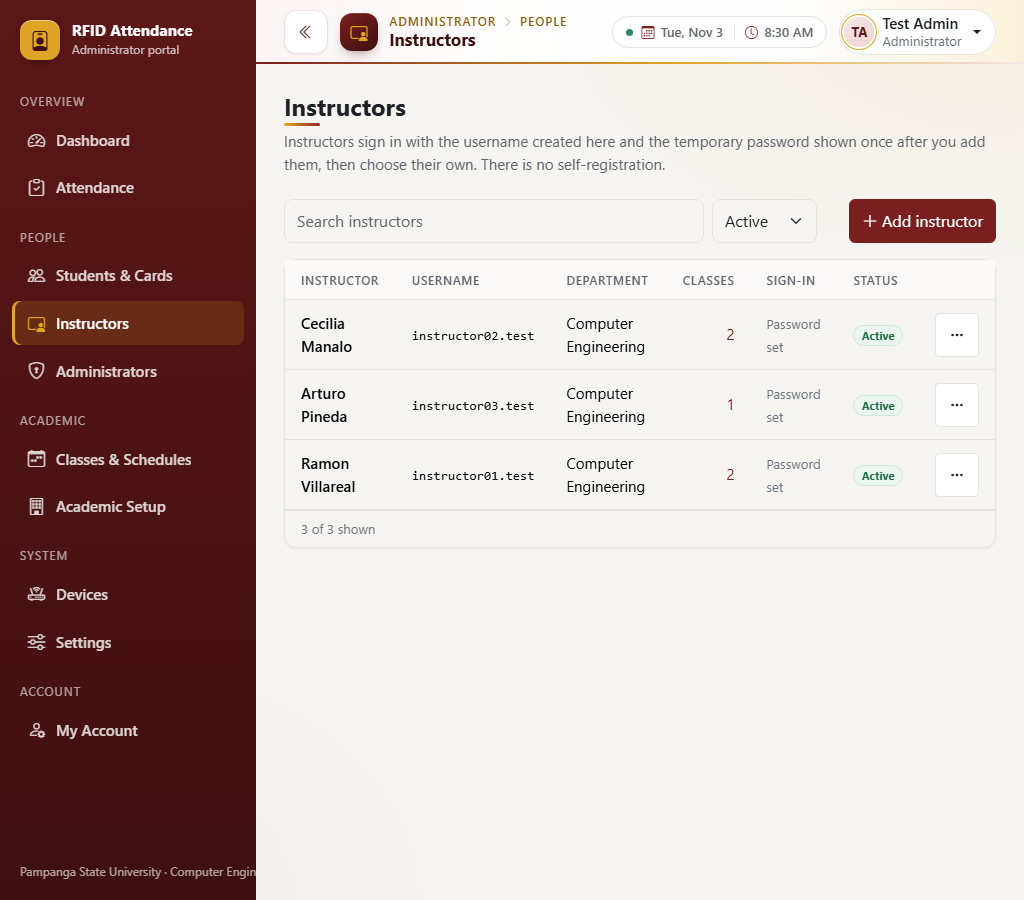 RFID Attendance
Administrator portal
OVERVIEW
Dashboard
Attendance
PEOPLE
Students & Cards
Instructors
Administrators
ACADEMIC
Classes & Schedules
Academic Setup
SYSTEM
Devices
Settings
ACCOUNT
My Account
Pampanga State University · Computer Engin
ADMINISTRATOR > PEOPLE
Instructors
Tue, Nov 3
8:30 AM
TA
Test Admin
Administrator
Instructors
Instructors sign in with the username created here and the temporary password shown once after you add
them, then choose their own. There is no self-registration.
Search instructors
Active
+ Add instructor
INSTRUCTOR USERNAME DEPARTMENT CLASSES SIGN-IN STATUS
Cecilia Manalo instructor02.test Computer Engineering 2 Password set Active ...
Arturo Pineda instructor03.test Computer Engineering 1 Password set Active ...
Ramon Villareal instructor01.test Computer Engineering 2 Password set Active ...
3 of 3 shown